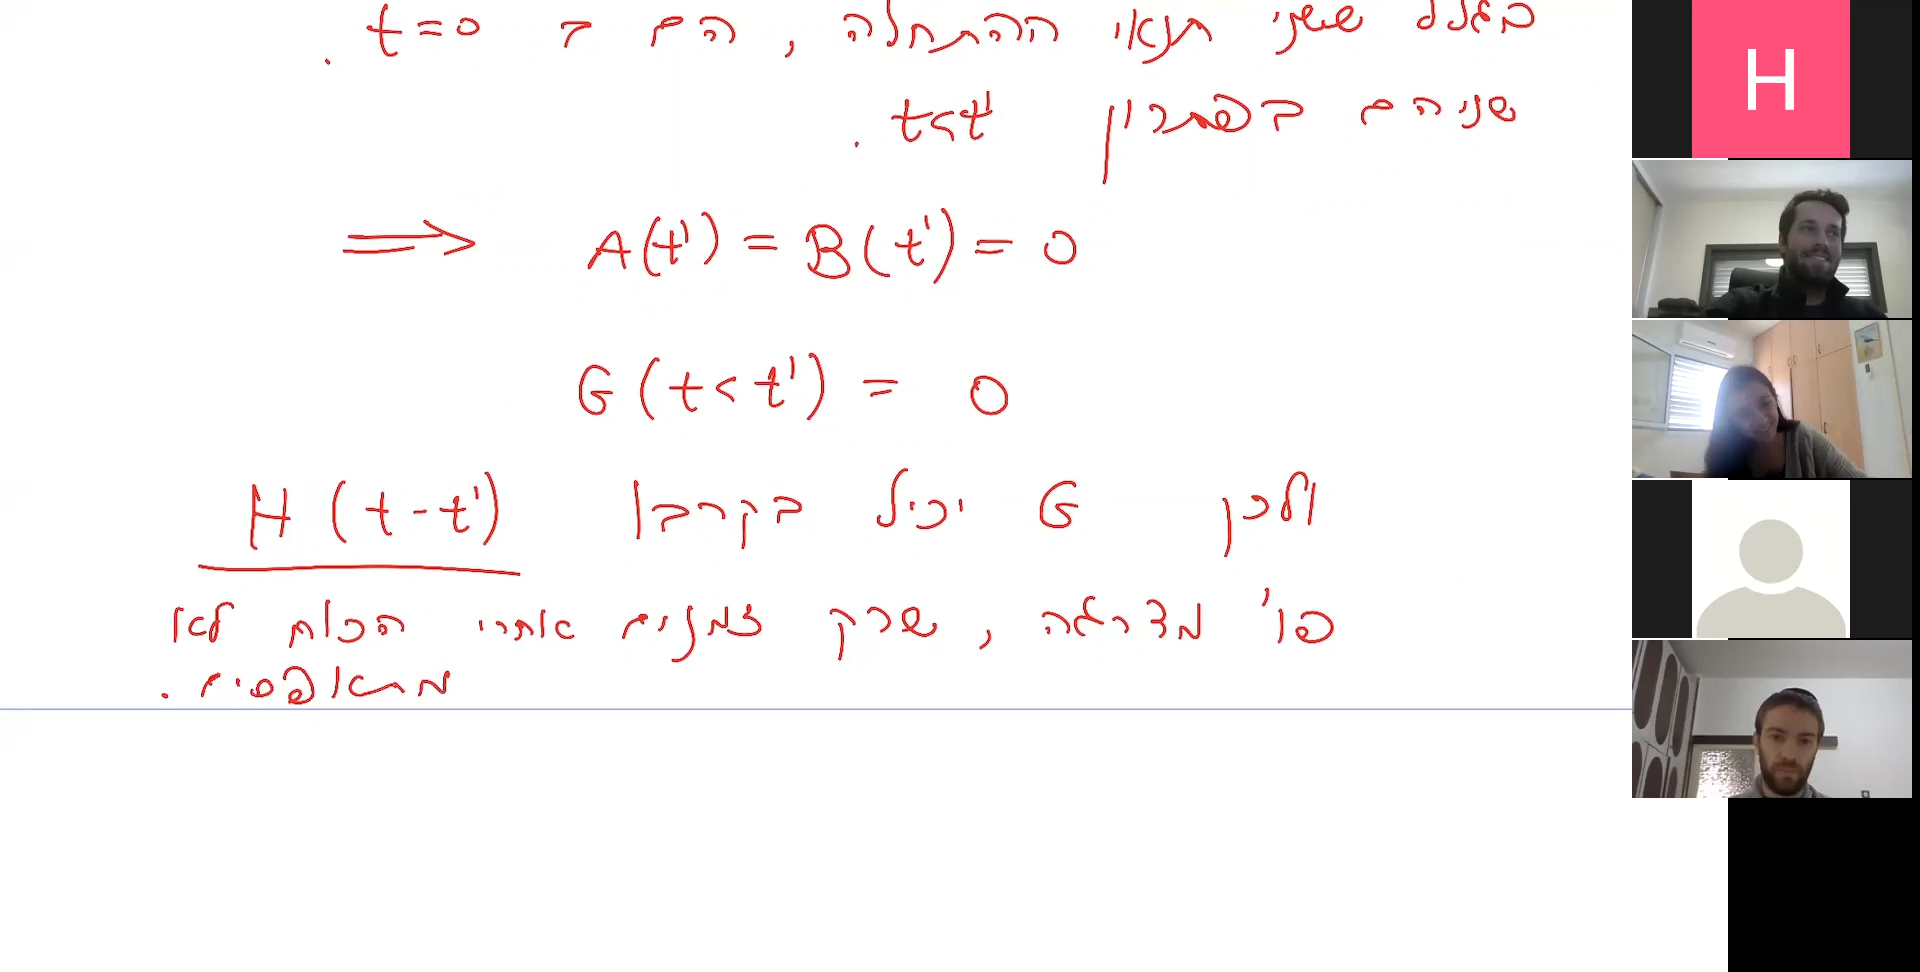 בגלל ששני תנאי ההתחלה, הם ב t=0.
שניהם בפתרון t<t'.
⟹ A(t') = B(t') = 0
G(t<t') = 0
ולכן G יכיל בקרבו H(t-t')
פו' מדרגה, שרק זמנים אחרי הכוח לא
מתאפסים.
H